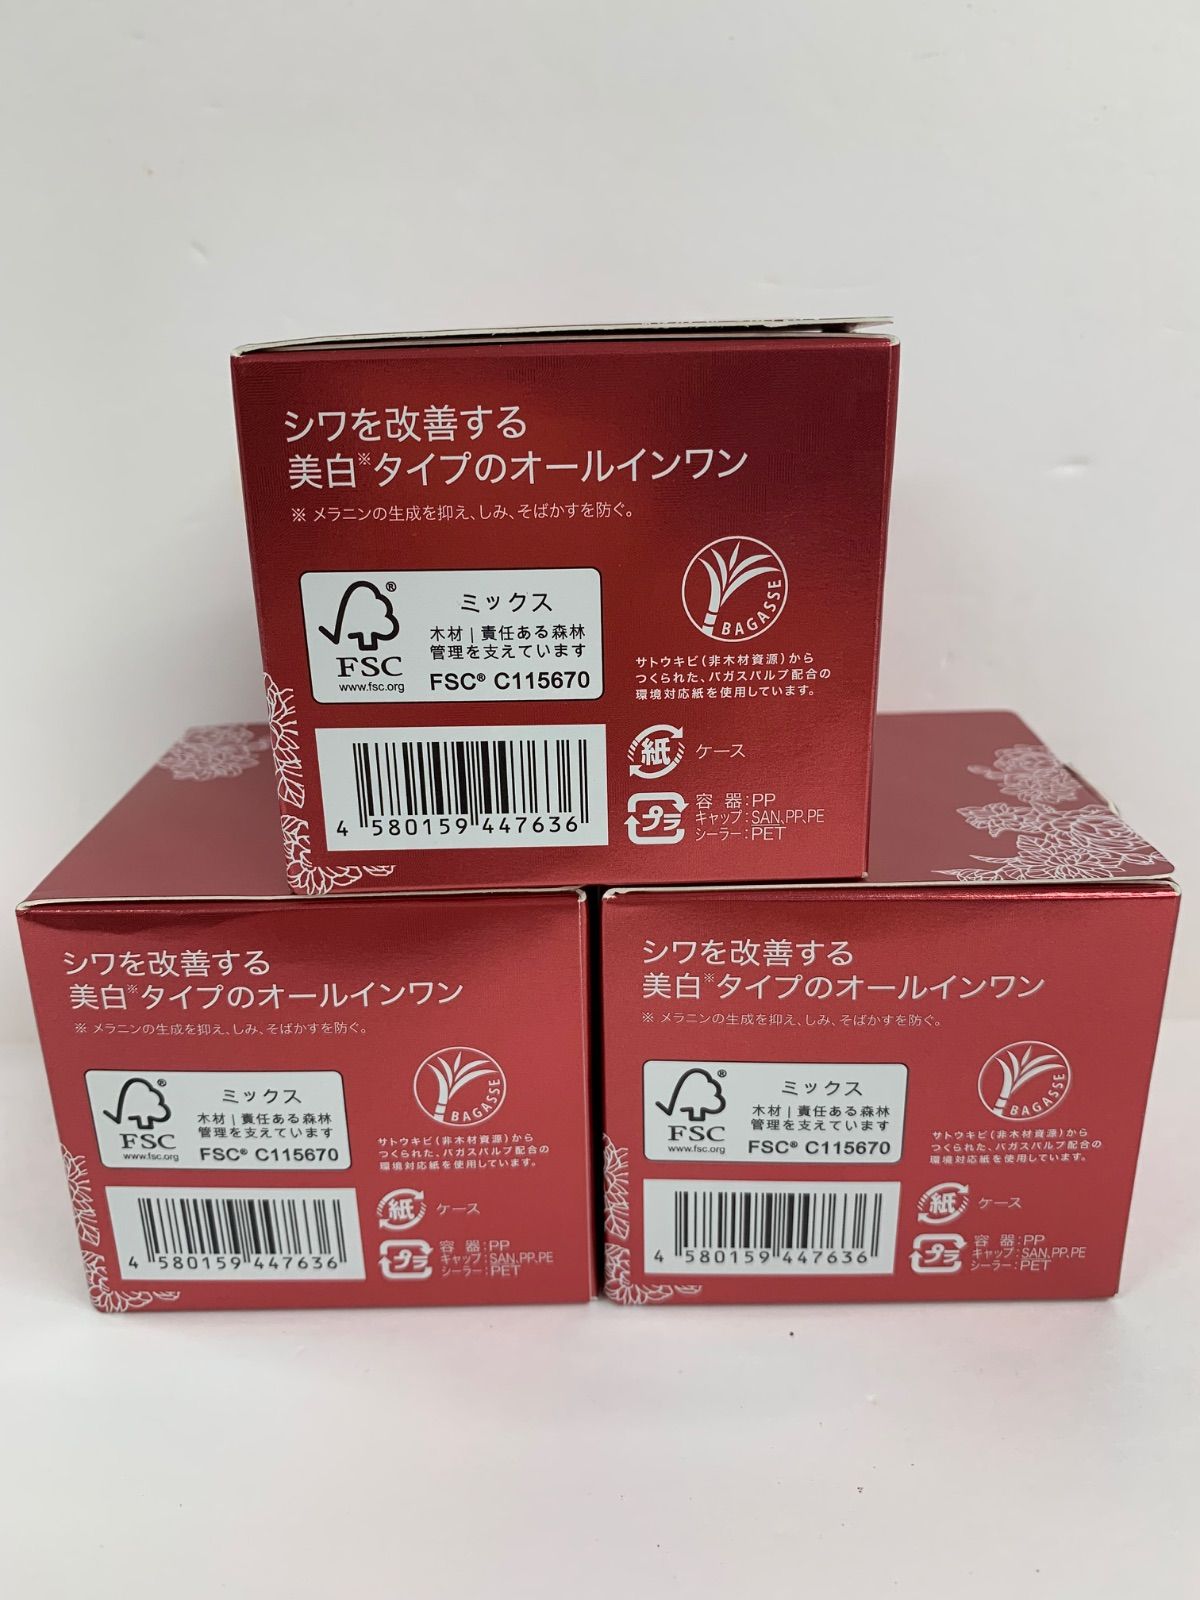 シワを改善する
美白※タイプのオールインワン
※ メラニンの生成を抑え、しみ、そばかすを防ぐ。
FSC®
www.fsc.org
ミックス
木材 | 責任ある森林
管理を支えています
FSC® C115670
BAGASSE
サトウキビ(非木材資源)から
つくられた、バガスパルプ配合の
環境対応紙を使用しています。
4 580159 447636
紙 ケース
プラ
容 器:PP
キャップ:SAN,PP,PE
シーラー:PET
シワを改善する
美白※タイプのオールインワン
※ メラニンの生成を抑え、しみ、そばかすを防ぐ。
FSC®
www.fsc.org
ミックス
木材 | 責任ある森林
管理を支えています
FSC® C115670
BAGASSE
サトウキビ(非木材資源)から
つくられた、バガスパルプ配合の
環境対応紙を使用しています。
4 580159 447636
紙 ケース
プラ
容 器:PP
キャップ:SAN,PP,PE
シーラー:PET
シワを改善する
美白※タイプのオールインワン
※ メラニンの生成を抑え、しみ、そばかすを防ぐ。
FSC®
www.fsc.org
ミックス
木材 | 責任ある森林
管理を支えています
FSC® C115670
BAGASSE
サトウキビ(非木材資源)から
つくられた、バガスパルプ配合の
環境対応紙を使用しています。
4 580159 447636
紙 ケース
プラ
容 器:PP
キャップ:SAN,PP,PE
シーラー:PET